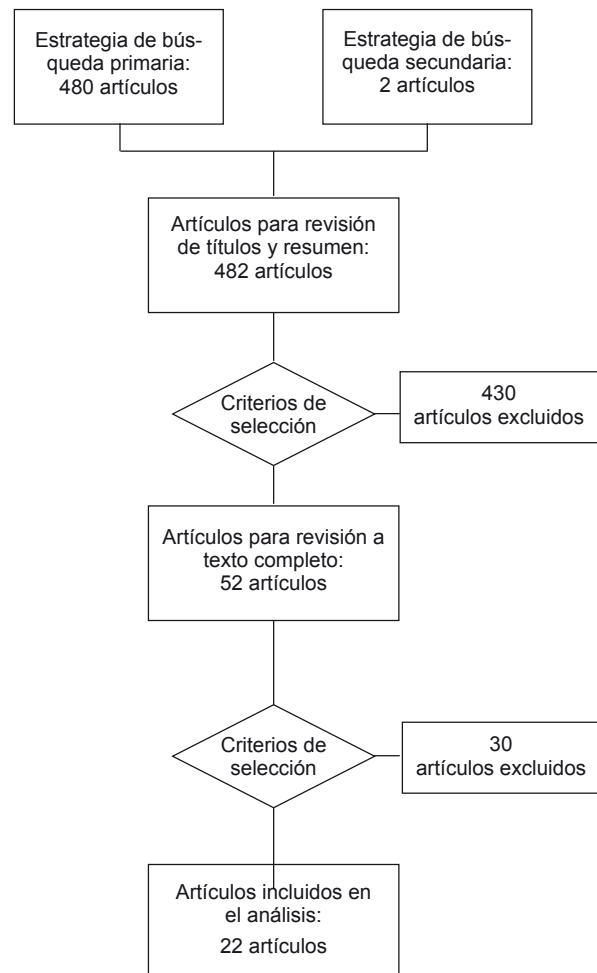 Estrategia de bús-
queda primaria:
480 artículos
Estrategia de bús-
queda secundaria:
2 artículos
Artículos para revisión
de títulos y resumen:
482 artículos
Criterios de
selección
430
artículos excluidos
Artículos para revisión a
texto completo:
52 artículos
Criterios de
selección
30
artículos excluidos
Artículos incluidos en
el análisis:
22 artículos